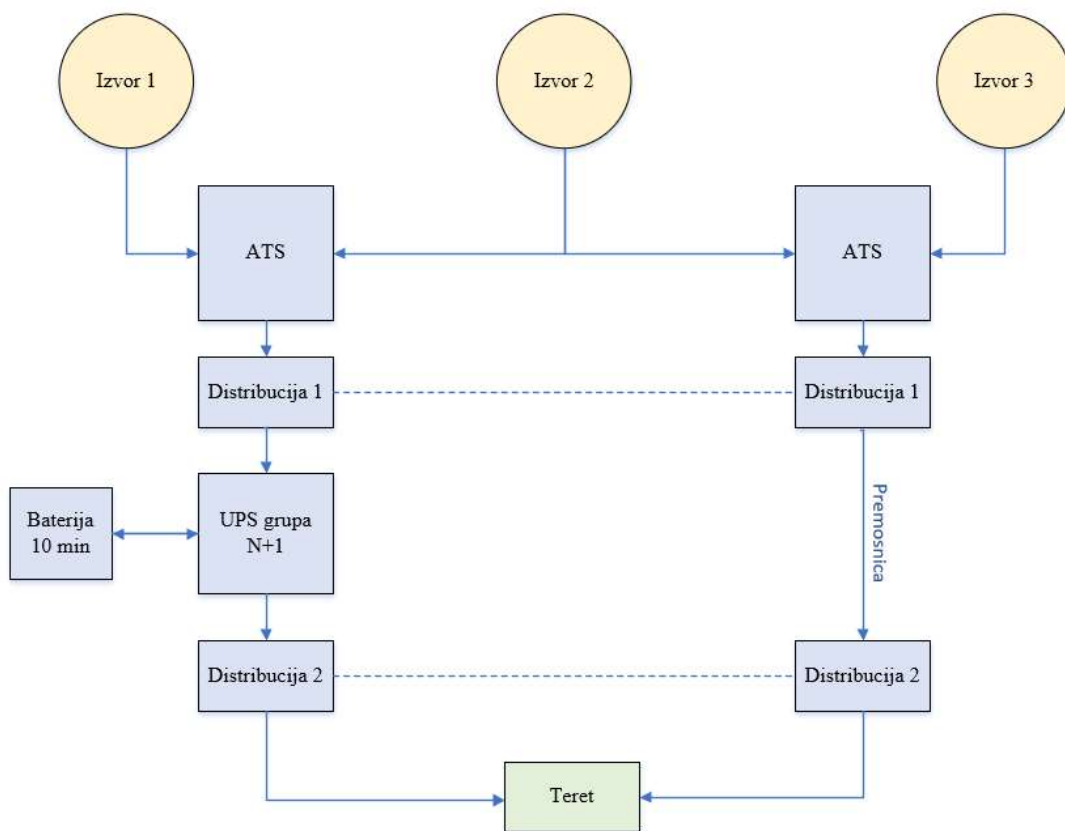 Izvor 1
Izvor 2
Izvor 3
ATS
ATS
Distribucija 1
Distribucija 1
Baterija
10 min
UPS grupa
N+1
Premosnica
Distribucija 2
Distribucija 2
Teret